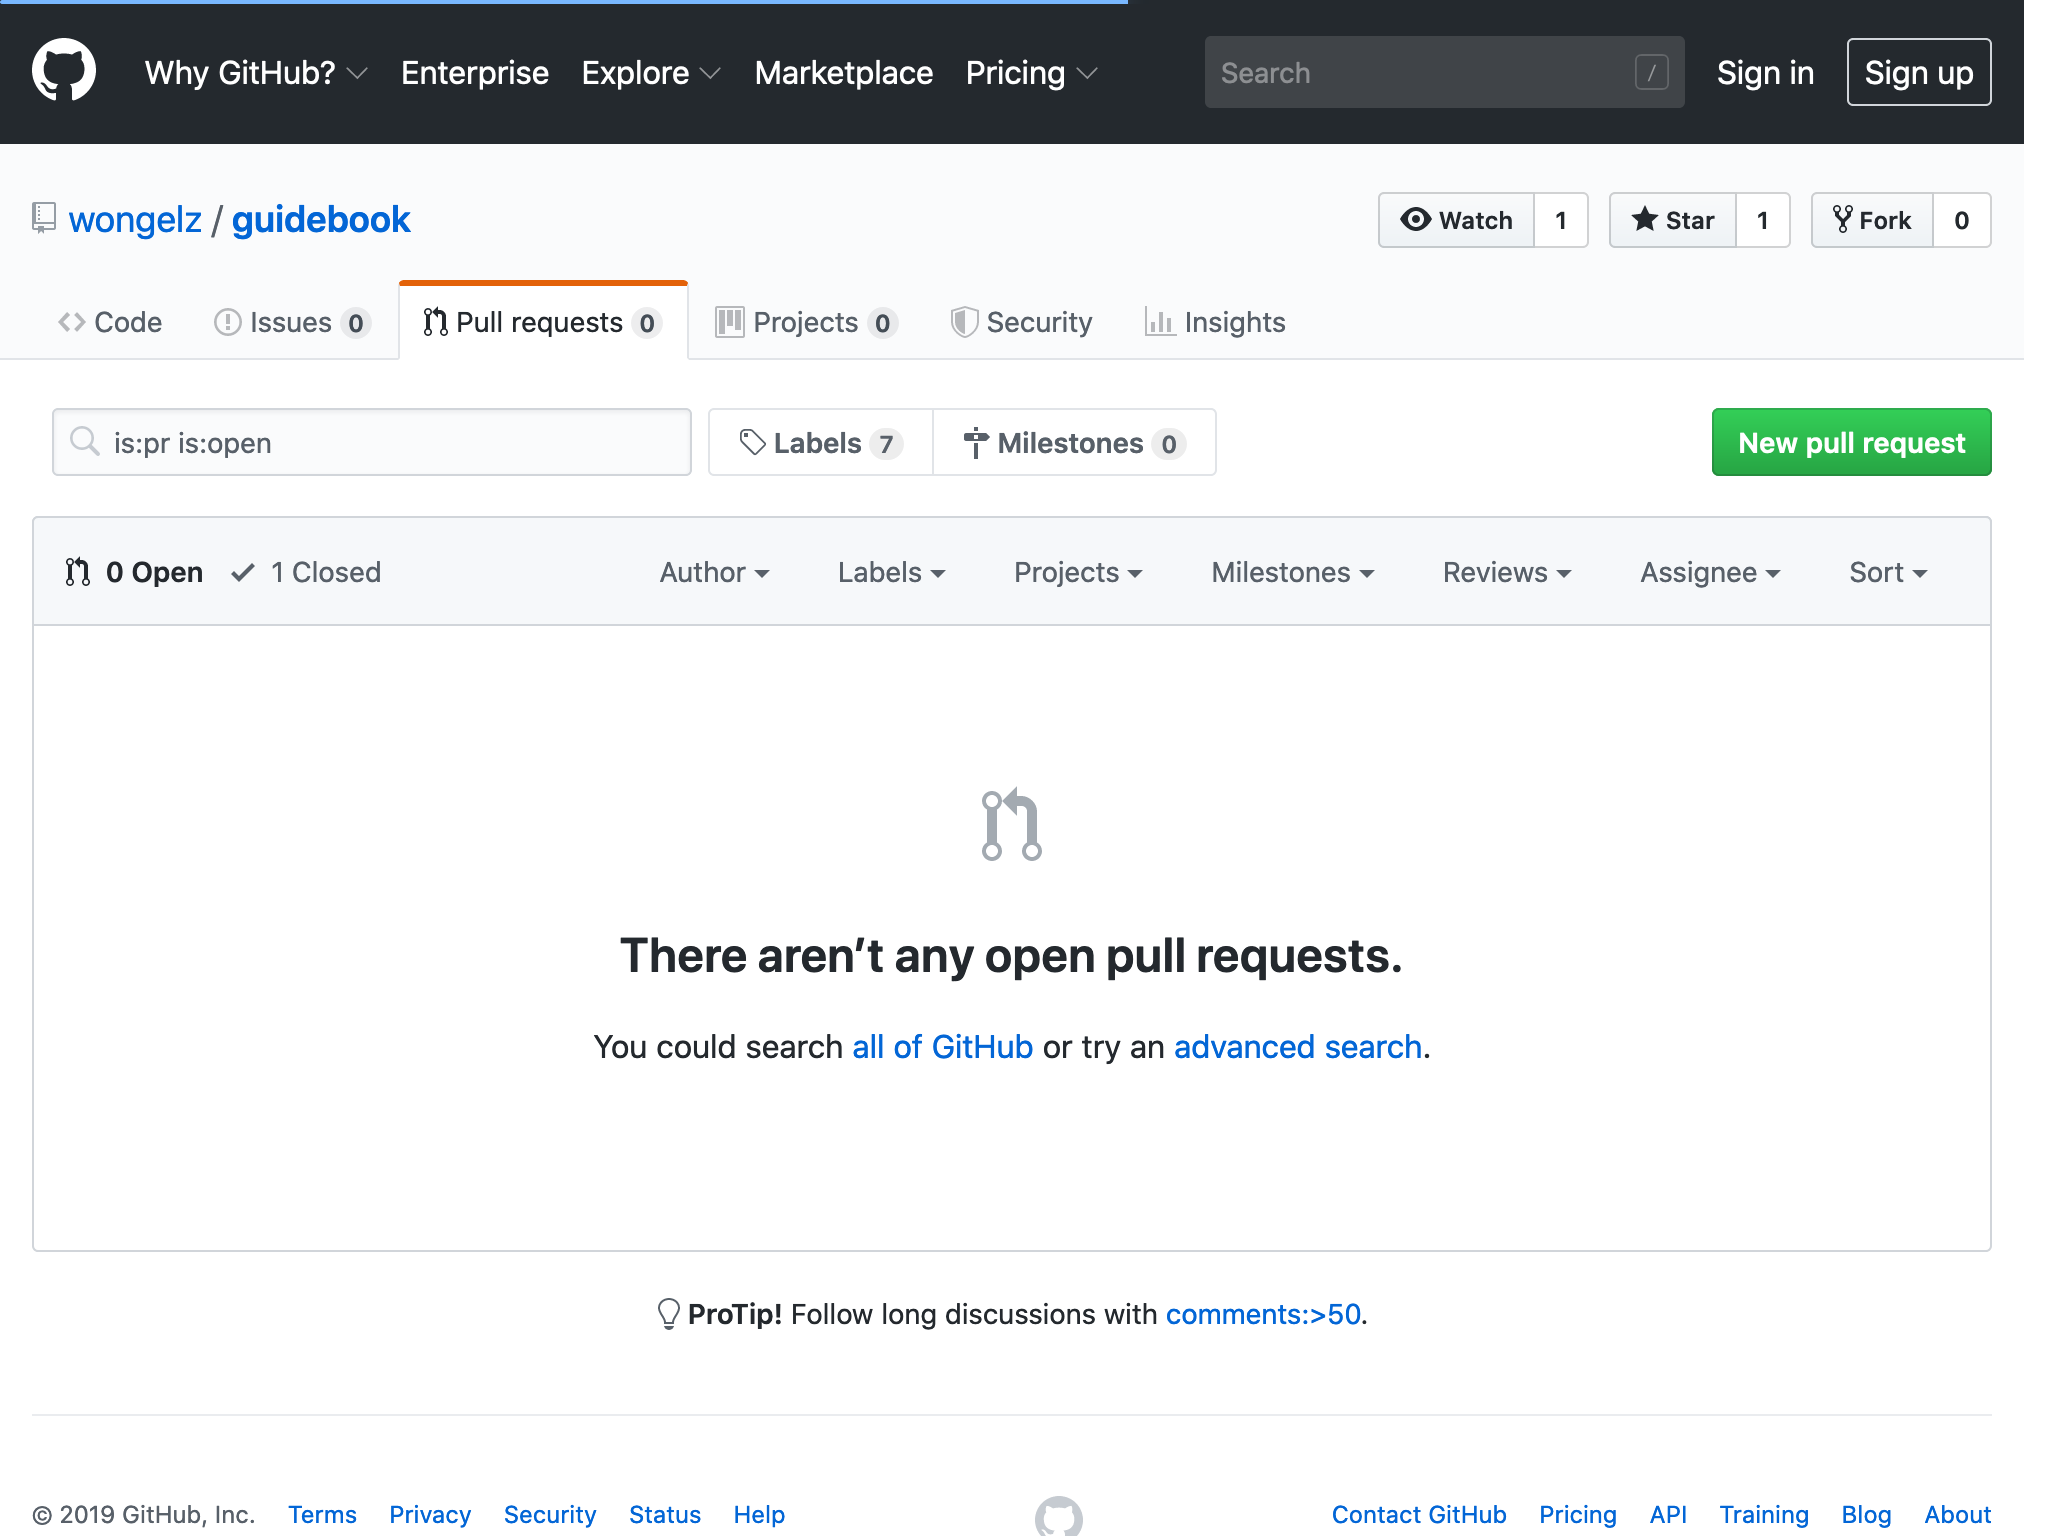 Why GitHub? Enterprise Explore Marketplace Pricing Search / Sign in Sign up
wongelz / guidebook Watch 1 Star 1 Fork 0
Code Issues 0 Pull requests 0 Projects 0 Security Insights
is:pr is:open Labels 7 Milestones 0 New pull request
0 Open 1 Closed Author Labels Projects Milestones Reviews Assignee Sort
There aren’t any open pull requests.
You could search all of GitHub or try an advanced search.
ProTip! Follow long discussions with comments:>50.
© 2019 GitHub, Inc. Terms Privacy Security Status Help Contact GitHub Pricing API Training Blog About